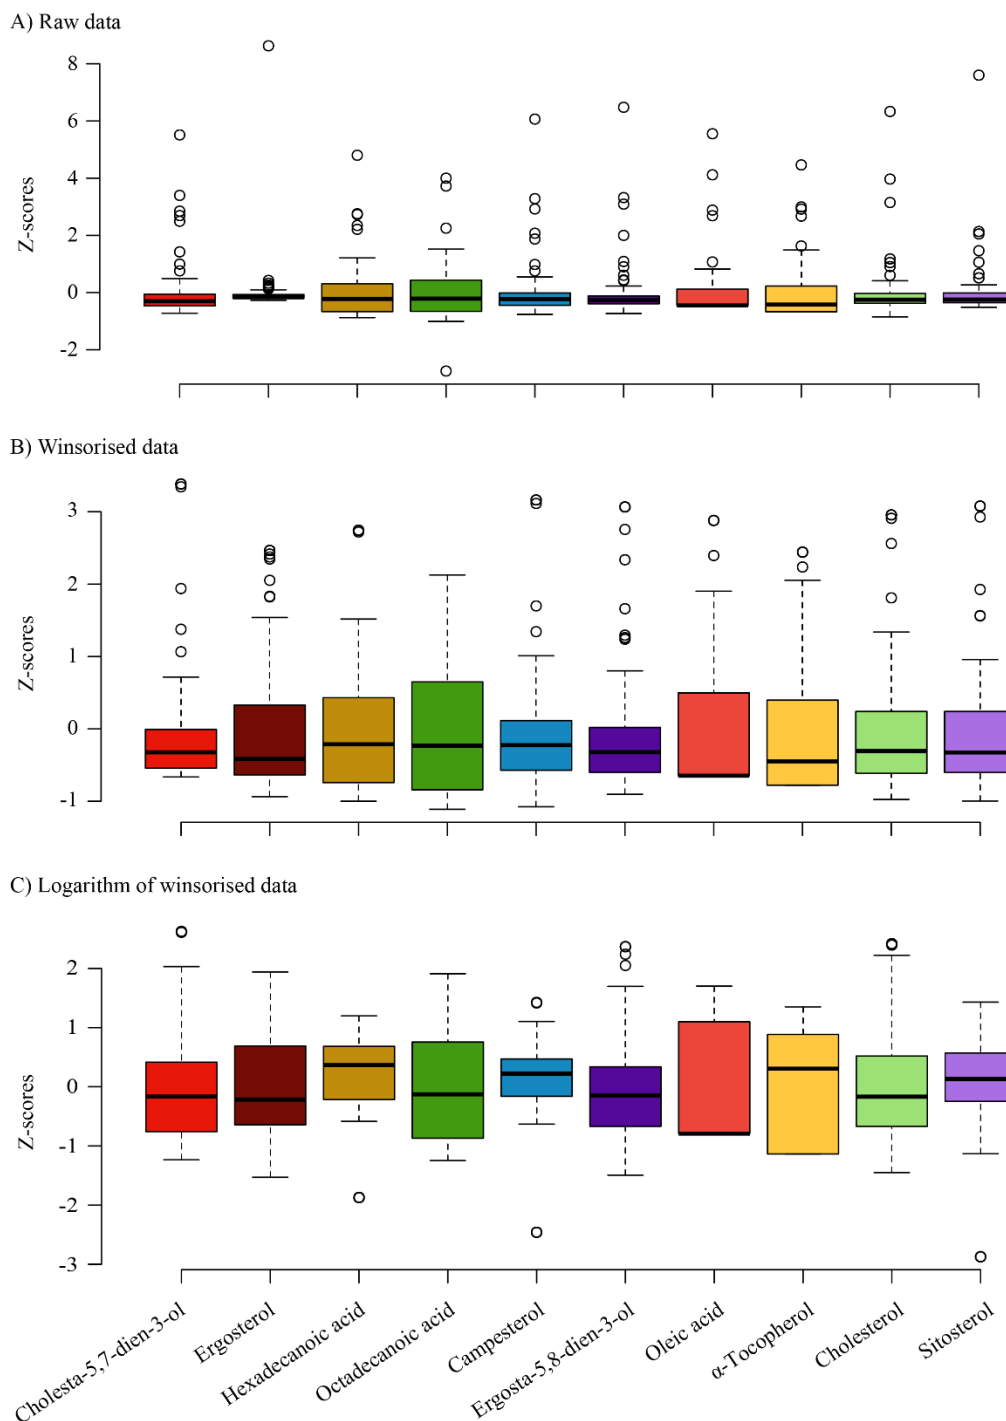 A) Raw data
8
6
4
2
0
-2
Z-scores
B) Winsorised data
3
2
1
0
-1
Z-scores
C) Logarithm of winsorised data
2
1
0
-1
-2
-3
Z-scores
Cholesta-5,7-dien-3-ol
Ergosterol
Hexadecanoic acid
Octadecanoic acid
Campesterol
Ergosta-5,8-dien-3-ol
Oleic acid
α-Tocopherol
Cholesterol
Sitosterol